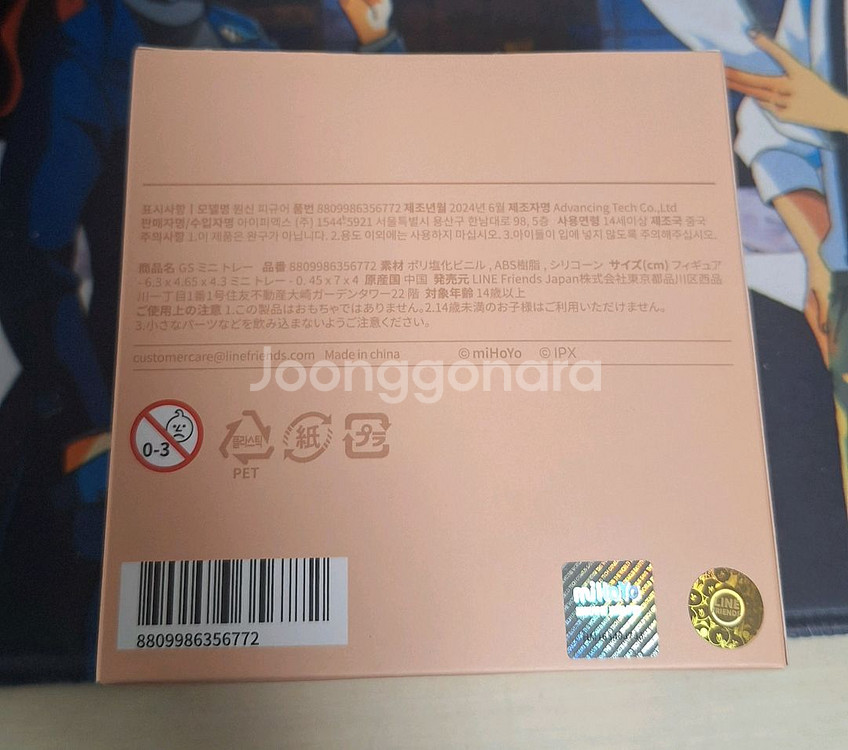 표시사항 | 모델명 원신 피규어 품번 8809986356772 제조년월 2024년 6월 제조자명 Advancing Tech Co.,Ltd
판매자명/수입자명 아이피엑스 (주) 1544-5921 서울특별시 용산구 한남대로 98, 5층 사용연령 14세이상 제조국 중국
주의사항 1.이 제품은 완구가 아닙니다. 2.용도 이외에는 사용하지 마십시오. 3.아이들이 입에 넣지 않도록 주의해주십시오.
商品名 GS ミニ トレー 品番 8809986356772 素材 ポリ塩化ビニル , ABS樹脂 , シリコーン サイズ(cm) フィギュア
- 6.3 x 4.65 x 4.3 ミニ トレー - 0.45 x 7 x 4 原産国 中国 発売元 LINE Friends Japan株式会社東京都品川区西品
川一丁目1番1号住友不動産大崎ガーデンタワー22 階 対象年齢 14歳以上
ご使用上の注意 1.この製品はおもちゃではありません。2.14歳未満のお子様はご利用いただけません。
3.小さなパーツなどを飲み込まないようご注意ください。
customercare@linefriends.com Made in china © miHoYo © IPX
Joonggonara
0-3
플라스틱
紙
プラ
PET
miHoYo
LINE
FRIENDS
8809986356772